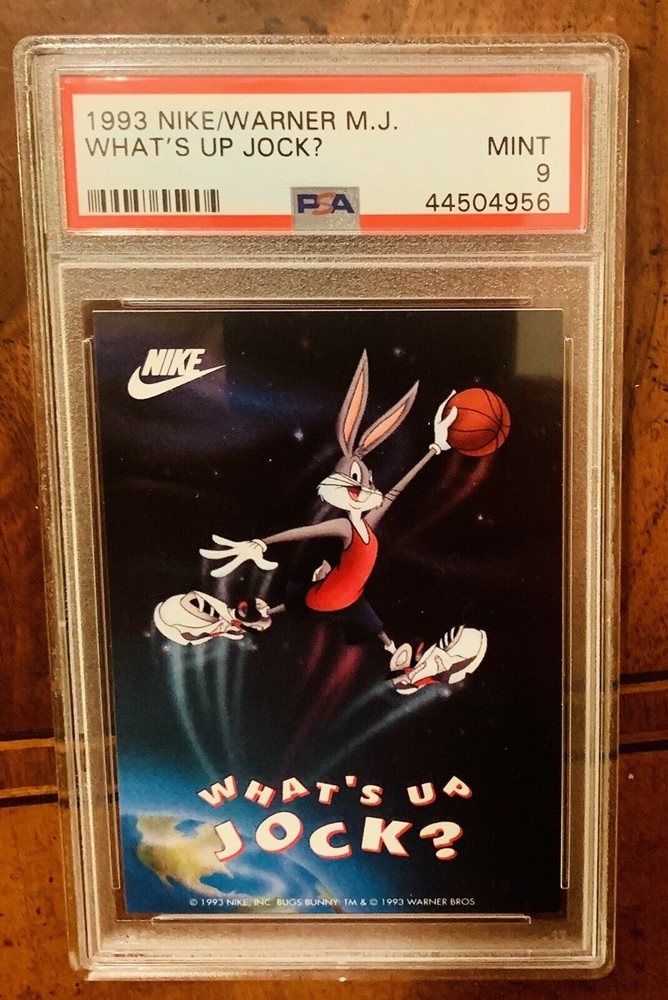 1993 NIKE/WARNER M.J.
WHAT'S UP JOCK?
MINT
9
PSA
44504956
NIKE
WHAT'S UP
JOCK?
© 1993 NIKE, INC. BUGS BUNNY TM & © 1993 WARNER BROS